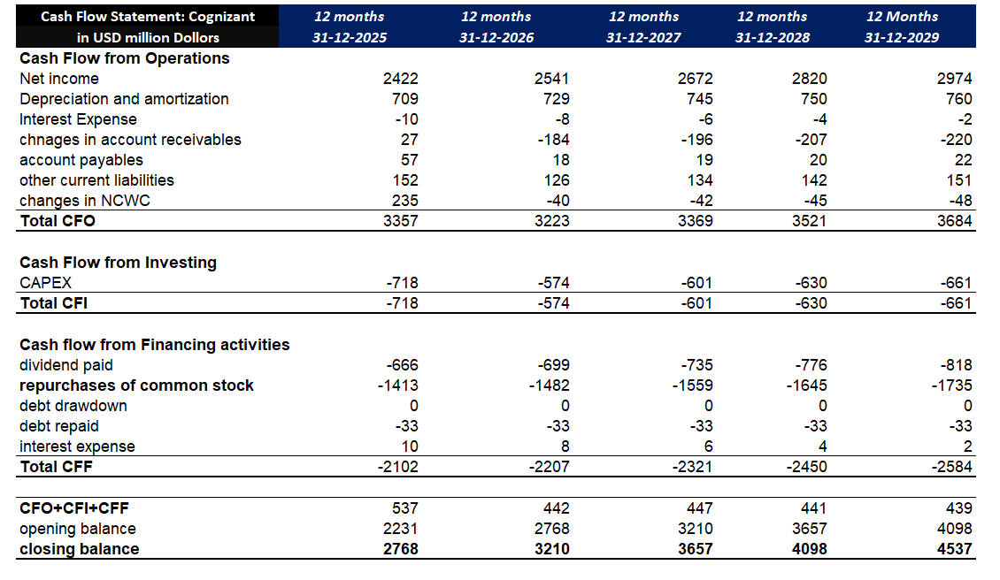 Cash Flow Statement: Cognizant 12 months 12 months 12 months 12 months 12 Months
in USD million Dollors 31-12-2025 31-12-2026 31-12-2027 31-12-2028 31-12-2029
Cash Flow from Operations
Net income 2422 2541 2672 2820 2974
Depreciation and amortization 709 729 745 750 760
Interest Expense -10 -8 -6 -4 -2
chnages in account receivables 27 -184 -196 -207 -220
account payables 57 18 19 20 22
other current liabilities 152 126 134 142 151
changes in NCWC 235 -40 -42 -45 -48
Total CFO 3357 3223 3369 3521 3684
Cash Flow from Investing
CAPEX -718 -574 -601 -630 -661
Total CFI -718 -574 -601 -630 -661
Cash flow from Financing activities
dividend paid -666 -699 -735 -776 -818
repurchases of common stock -1413 -1482 -1559 -1645 -1735
debt drawdown 0 0 0 0 0
debt repaid -33 -33 -33 -33 -33
interest expense 10 8 6 4 2
Total CFF -2102 -2207 -2321 -2450 -2584
CFO+CFI+CFF 537 442 447 441 439
opening balance 2231 2768 3210 3657 4098
closing balance 2768 3210 3657 4098 4537